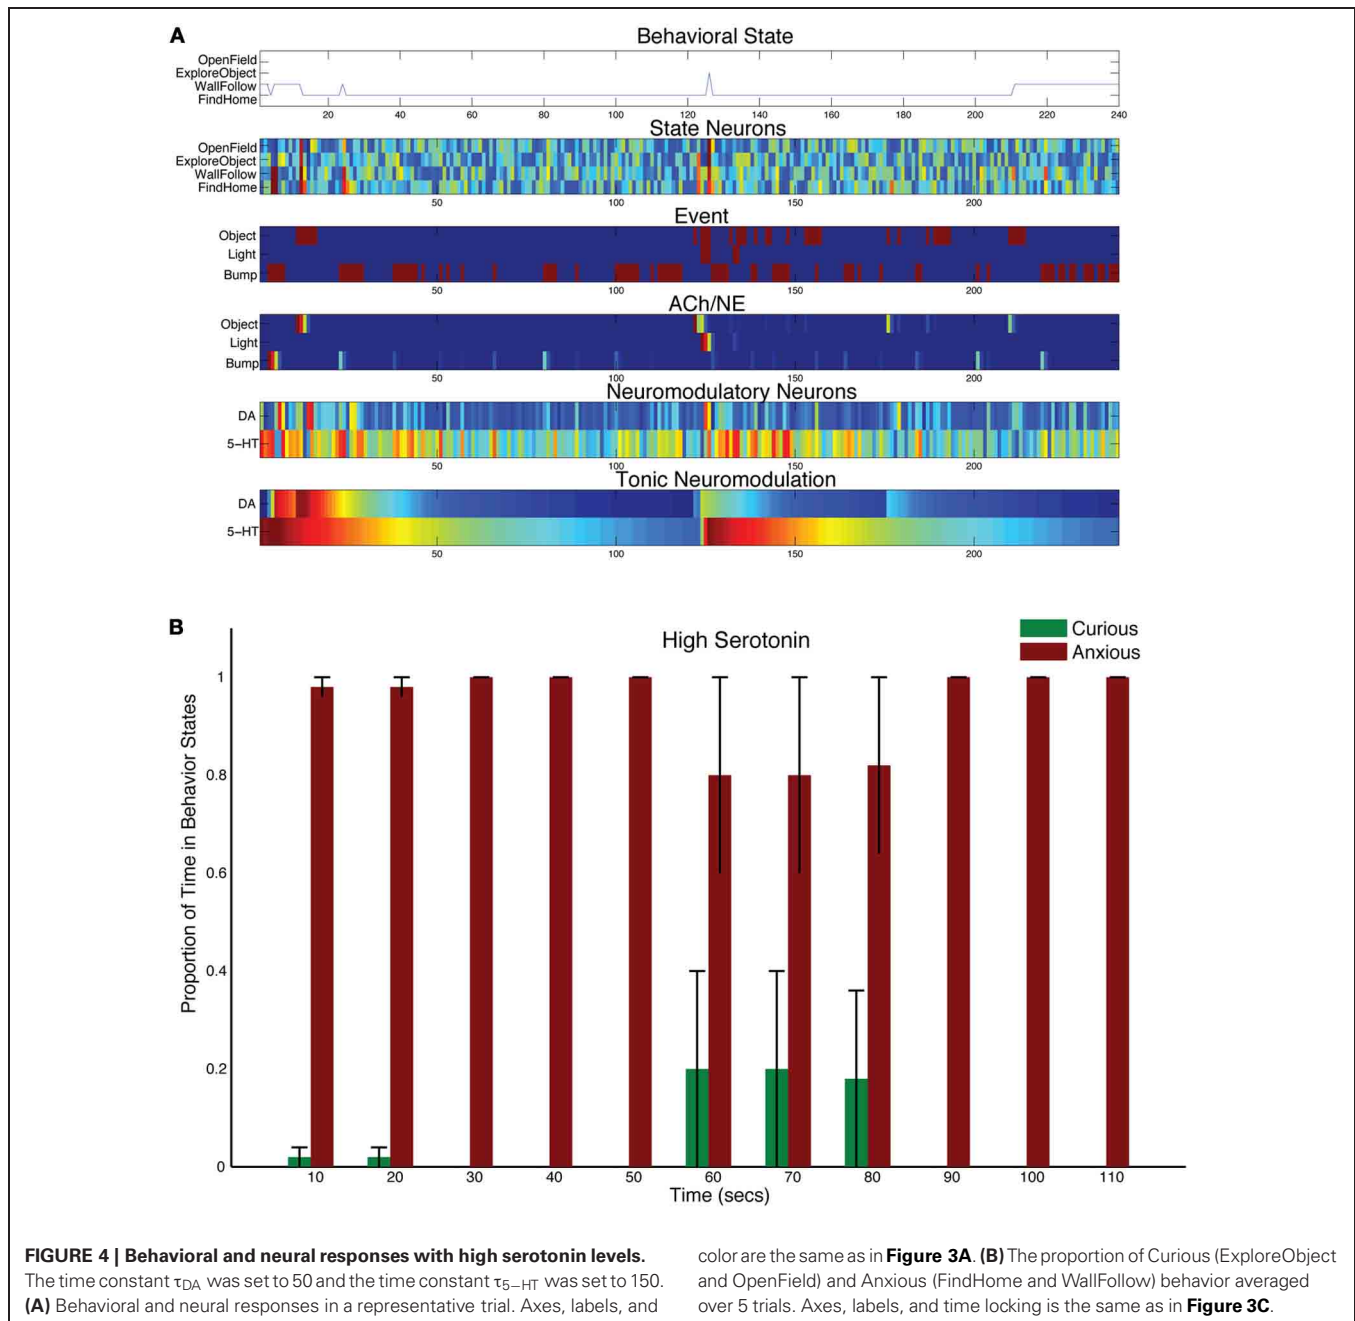 A
Behavioral State
OpenField
ExploreObject
WallFollow
FindHome
20 40 60 80 100 120 140 160 180 200 220 240
State Neurons
OpenField
ExploreObject
WallFollow
FindHome
50 100 150 200
Event
Object
Light
Bump
50 100 150 200
ACh/NE
Object
Light
Bump
50 100 150 200
Neuromodulatory Neurons
DA
5−HT
50 100 150 200
Tonic Neuromodulation
DA
5−HT
50 100 150 200
B
High Serotonin
Curious
Anxious
Proportion of Time in Behavior States
1
0.8
0.6
0.4
0.2
0
10 20 30 40 50 60 70 80 90 100 110
Time (secs)
FIGURE 4 | Behavioral and neural responses with high serotonin levels.
The time constant τDA was set to 50 and the time constant τ5−HT was set to 150.
(A) Behavioral and neural responses in a representative trial. Axes, labels, and
color are the same as in Figure 3A. (B) The proportion of Curious (ExploreObject
and OpenField) and Anxious (FindHome and WallFollow) behavior averaged
over 5 trials. Axes, labels, and time locking is the same as in Figure 3C.